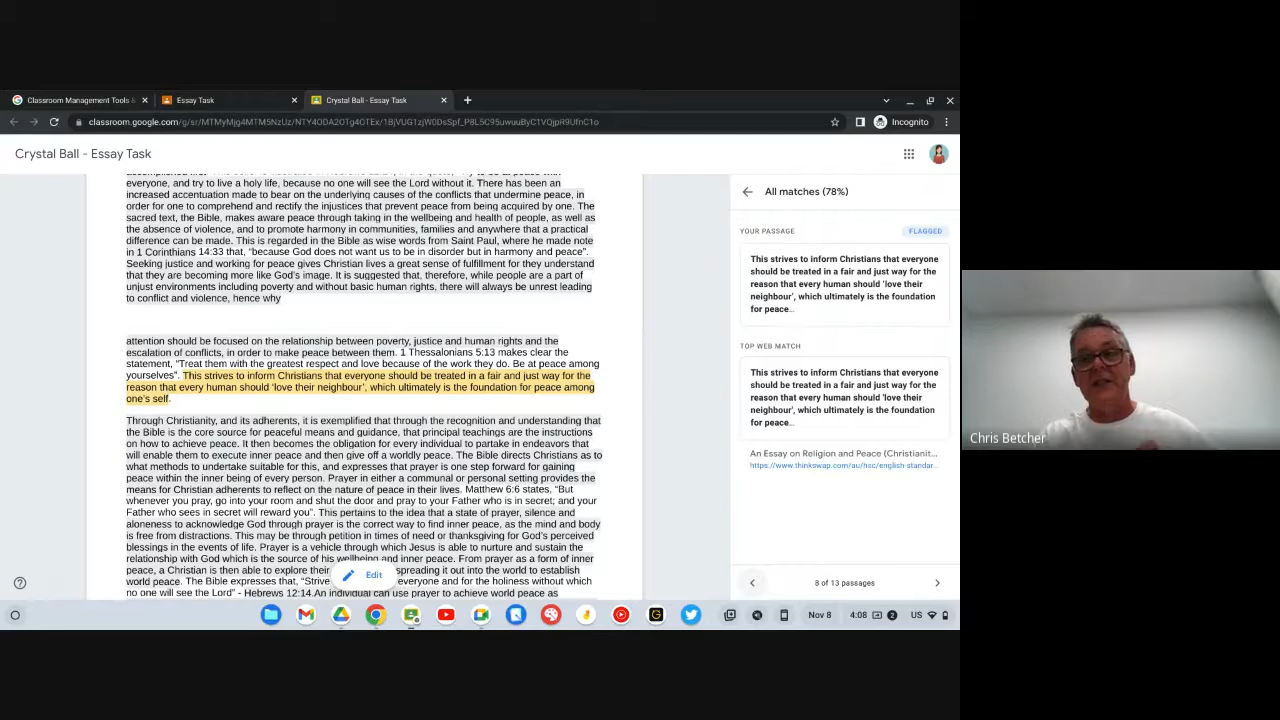 Classroom Management Tools &
Essay Task
Crystal Ball - Essay Task
classroom.google.com/g/sr/
Incognito
Crystal Ball - Essay Task
everyone, and try to live a holy life, because no one will see the Lord without it. There has been an
increased accentuation made to bear on the underlying causes of the conflicts that undermine peace, in
order for one to comprehend and rectify the injustices that prevent peace from being acquired by one. The
sacred text, the Bible, makes aware peace through taking in the wellbeing and health of people, as well as
the absence of violence, and to promote harmony in communities, families and anywhere that a practical
difference can be made. This is regarded in the Bible as wise words from Saint Paul, where he made note
in 1 Corinthians 14:33 that, “because God does not want us to be in disorder but in harmony and peace”.
Seeking justice and working for peace gives Christian lives a great sense of fulfillment for they understand
that they are becoming more like God's image. It is suggested that, therefore, while people are a part of
unjust environments including poverty and without basic human rights, there will always be unrest leading
to conflict and violence, hence why
attention should be focused on the relationship between poverty, justice and human rights and the
escalation of conflicts, in order to make peace between them. 1 Thessalonians 5:13 makes clear the
statement, “Treat them with the greatest respect and love because of the work they do. Be at peace among
yourselves”. This strives to inform Christians that everyone should be treated in a fair and just way for the
reason that every human should ‘love their neighbour’, which ultimately is the foundation for peace among
one's self.
Through Christianity, and its adherents, it is exemplified that through the recognition and understanding that
the Bible is the core source for peaceful means and guidance, that principal teachings are the instructions
on how to achieve peace. It then becomes the obligation for every individual to partake in endeavors that
will enable them to execute inner peace and then give off a worldly peace. The Bible directs Christians as to
what methods to undertake suitable for this, and expresses that prayer is one step forward for gaining
peace within the inner being of every person. Prayer in either a communal or personal setting provides the
means for Christian adherents to reflect on the nature of peace in their lives. Matthew 6:6 states, “But
whenever you pray, go into your room and shut the door and pray to your Father who is in secret; and your
Father who sees in secret will reward you”. This pertains to the idea that a state of prayer, silence and
aloneness to acknowledge God through prayer is the correct way to find inner peace, as the mind and body
is free from distractions. This may be through petition in times of need or thanksgiving for God's perceived
blessings in the events of life. Prayer is a vehicle through which Jesus is able to nurture and sustain the
relationship with God which is the source of his wellbeing and inner peace. From prayer as a form of inner
peace, a Christian is then able to explore their spreading it out into the world to establish
world peace. The Bible expresses that, “Strive everyone and for the holiness without which
no one will see the Lord” - Hebrews 12:14.An individual can use prayer to achieve world peace as
Edit
All matches (78%)
YOUR PASSAGE
FLAGGED
This strives to inform Christians that everyone
should be treated in a fair and just way for the
reason that every human should ‘love their
neighbour’, which ultimately is the foundation
for peace...
TOP WEB MATCH
This strives to inform Christians that everyone
should be treated in a fair and just way for the
reason that every human should 'love their
neighbour', which ultimately is the foundation
for peace...
An Essay on Religion and Peace (Christianit...
https://www.thinkswap.com/au/hsc/english-standar...
8 of 13 passages
Nov 8
4:08
2
US
Chris Betcher